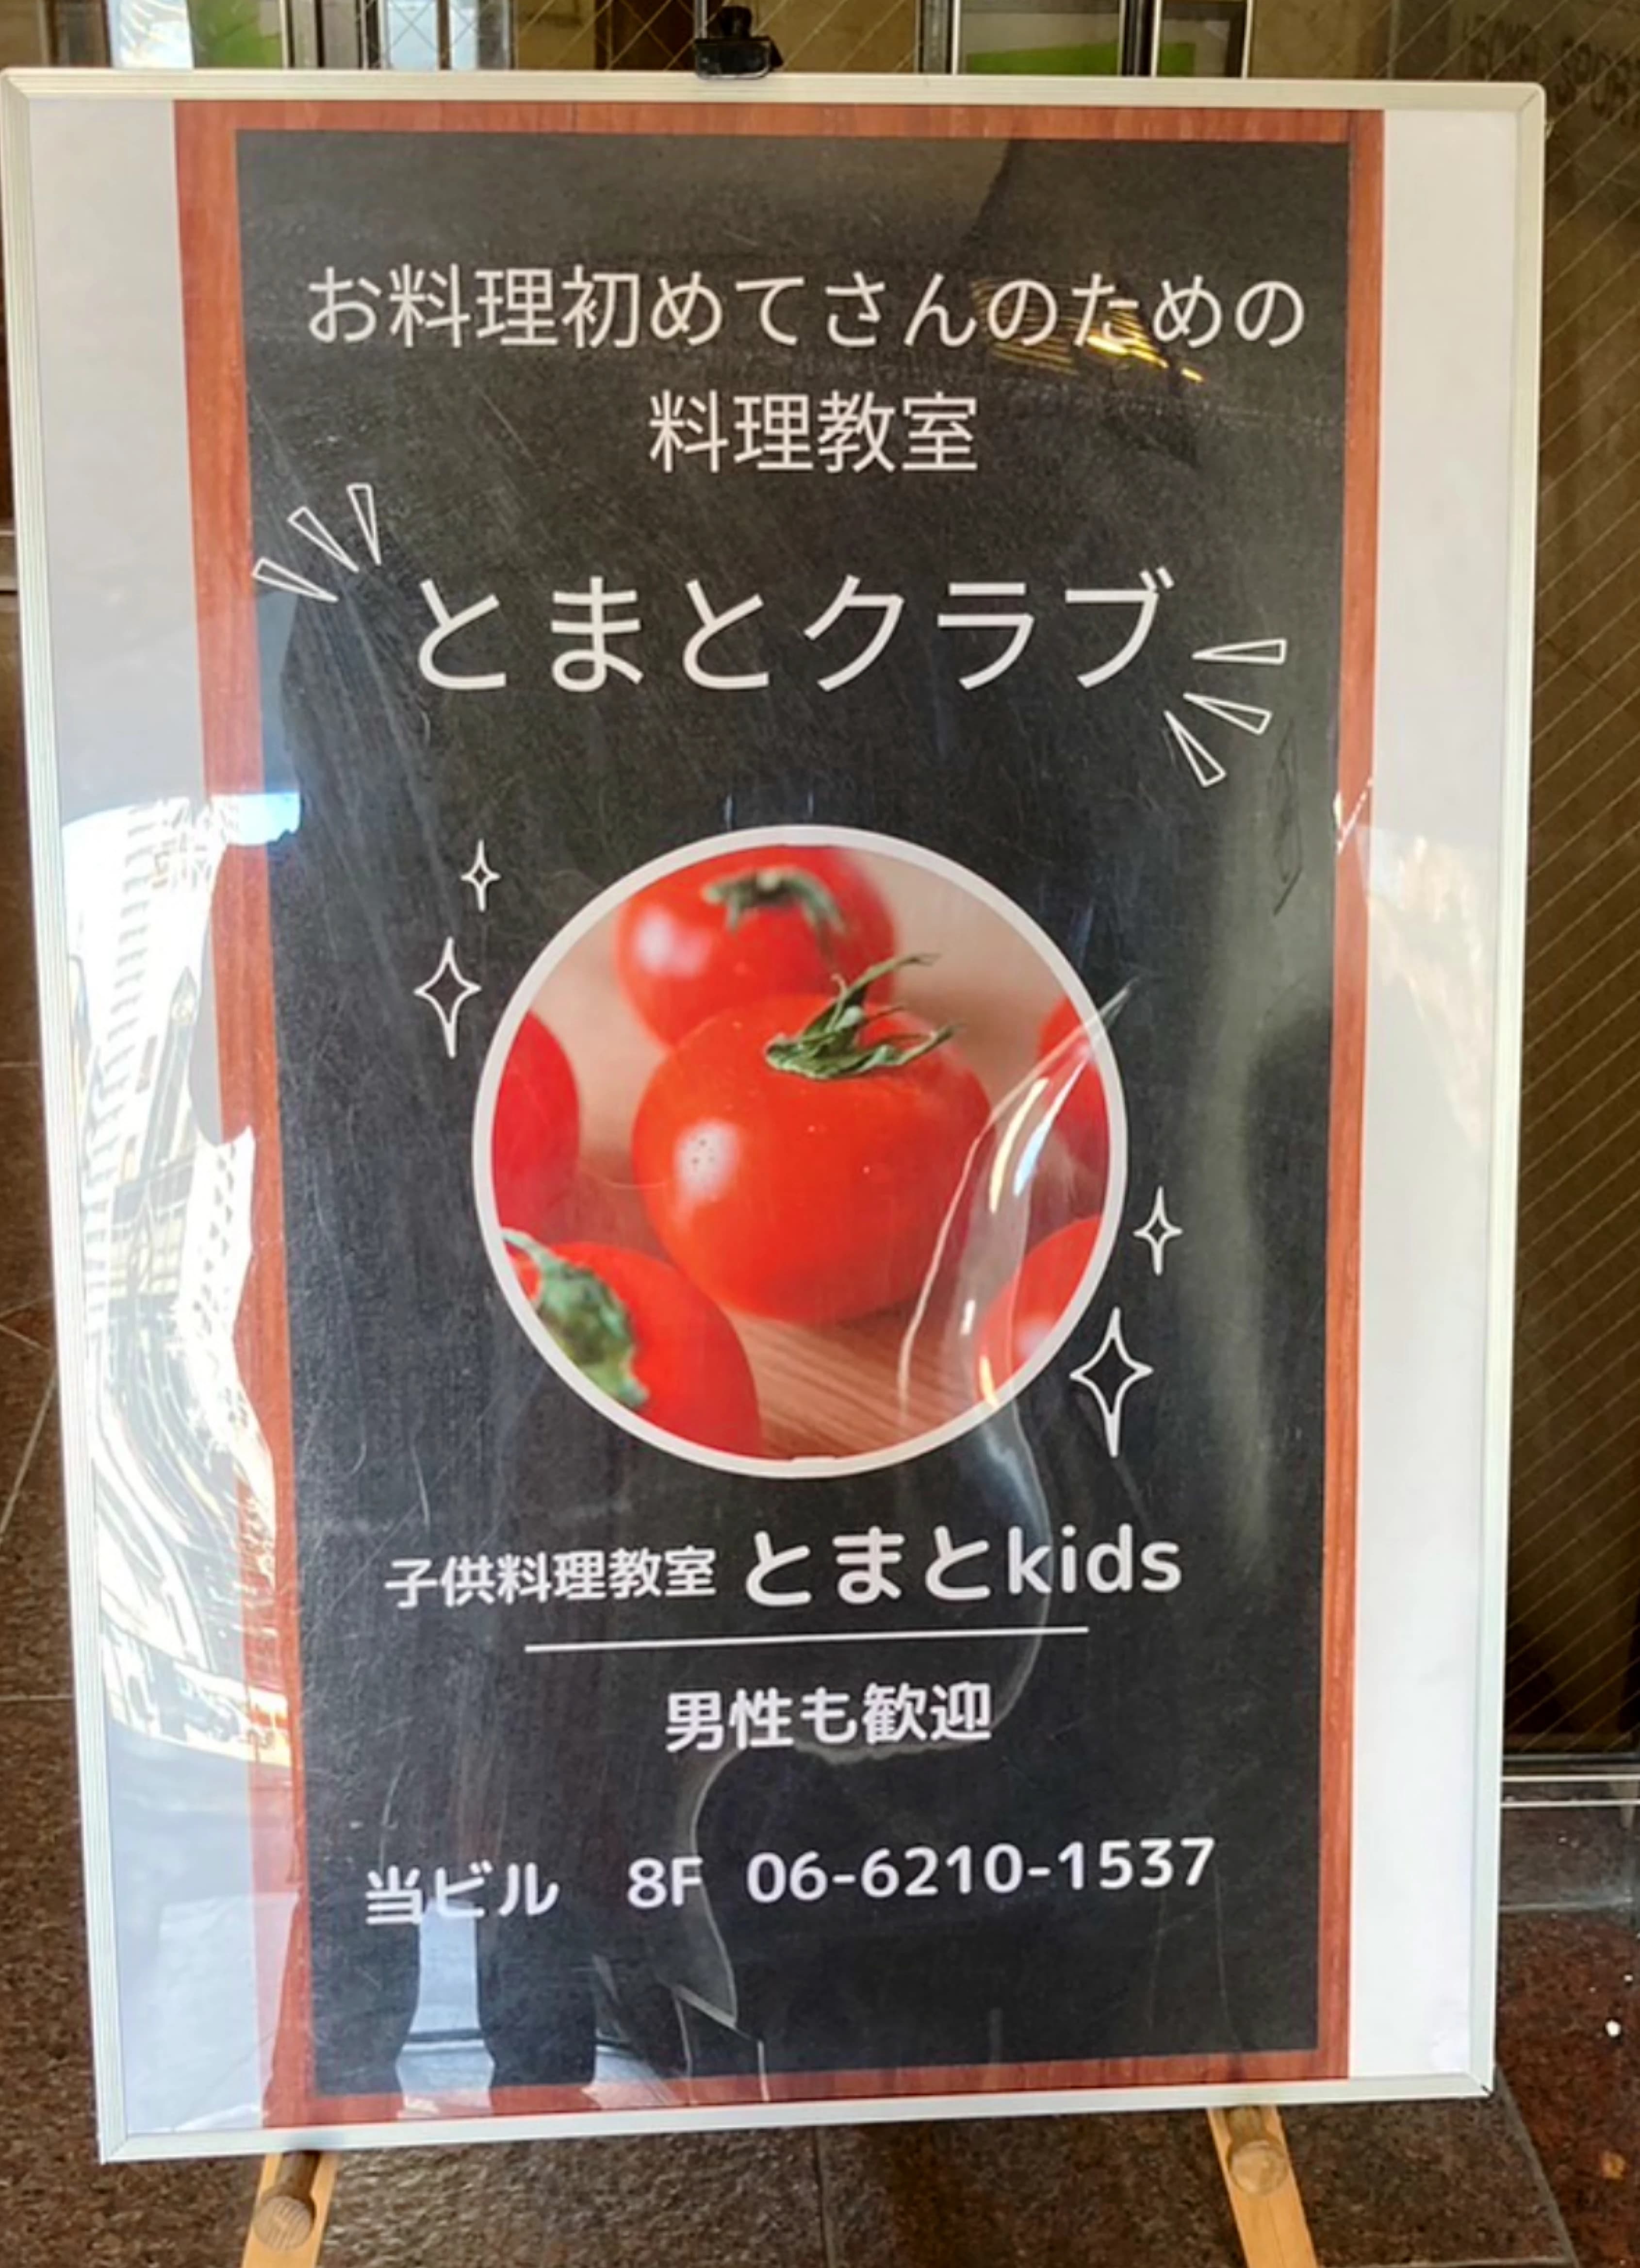 お料理初めてさんのための
料理教室
とまとクラブ
子供料理教室 とまとkids
男性も歓迎
当ビル 8F 06-6210-1537